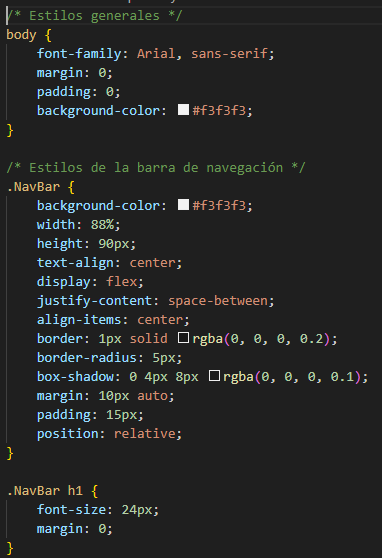 /* Estilos generales */
body {
    font-family: Arial, sans-serif;
    margin: 0;
    padding: 0;
    background-color: #f3f3f3;
}

/* Estilos de la barra de navegación */
.NavBar {
    background-color: #f3f3f3;
    width: 88%;
    height: 90px;
    text-align: center;
    display: flex;
    justify-content: space-between;
    align-items: center;
    border: 1px solid rgba(0, 0, 0, 0.2);
    border-radius: 5px;
    box-shadow: 0 4px 8px rgba(0, 0, 0, 0.1);
    margin: 10px auto;
    padding: 15px;
    position: relative;
}

.NavBar h1 {
    font-size: 24px;
    margin: 0;
}